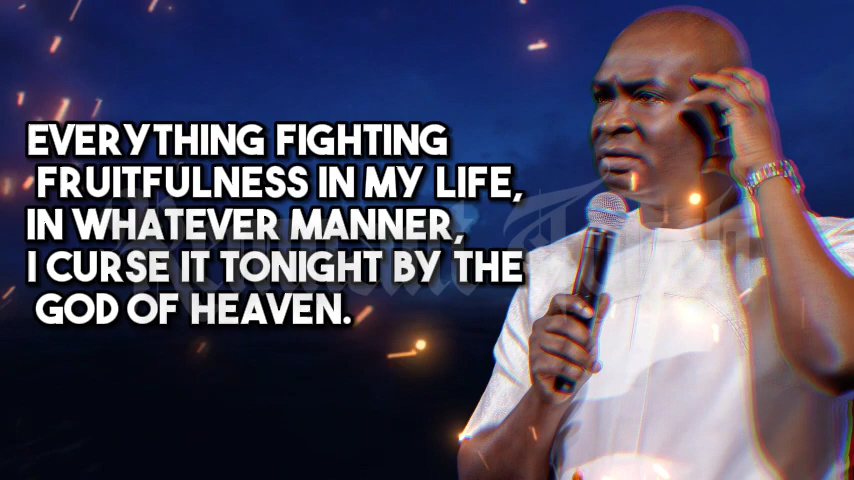 EVERYTHING FIGHTING
FRUITFULNESS IN MY LIFE,
IN WHATEVER MANNER,
I CURSE IT TONIGHT BY THE
GOD OF HEAVEN.